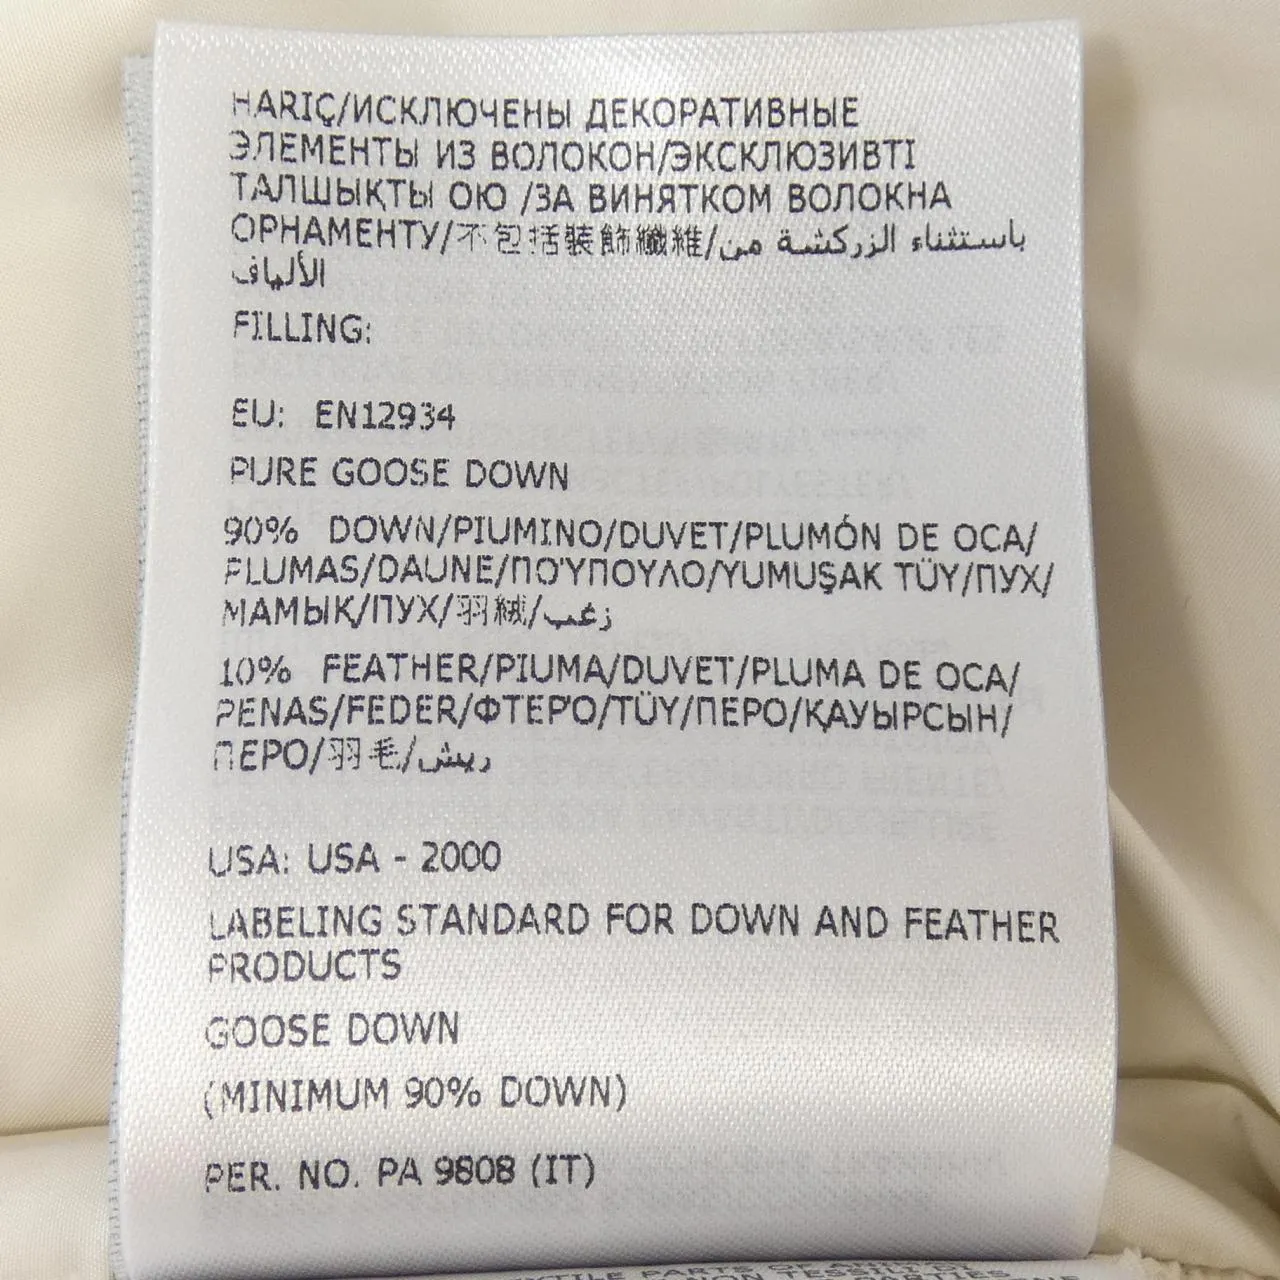 HARIÇ/ИСКЛЮЧЕНЫ ДЕКОРАТИВНЫЕ
ЭЛЕМЕНТЫ ИЗ ВОЛОКОН/ЭКСКЛЮЗИВТІ
ТАЛШЫҚТЫ ОЮ /ЗА ВИНЯТКОМ ВОЛОКНА
ОРНАМЕНТУ/不包括裝飾纖維/باستثناء الزركشة من
الألياف
FILLING:
EU: EN12934
PURE GOOSE DOWN
90% DOWN/PIUMINO/DUVET/PLUMÓN DE OCA/
PLUMAS/DAUNE/ΠΟΎΠΟΥΛΟ/YUMUŞAK TÜY/ПУХ/
МАМЫҚ/ПУХ/羽絨/زغب
10% FEATHER/PIUMA/DUVET/PLUMA DE OCA/
PENAS/FEDER/ΦΤΕΡΌ/TÜY/ПЕРО/ҚАУЫРСЫН/
ПЕРО/羽毛/ريش
USA: USA - 2000
LABELING STANDARD FOR DOWN AND FEATHER
PRODUCTS
GOOSE DOWN
(MINIMUM 90% DOWN)
PER. NO. PA 9808 (IT)